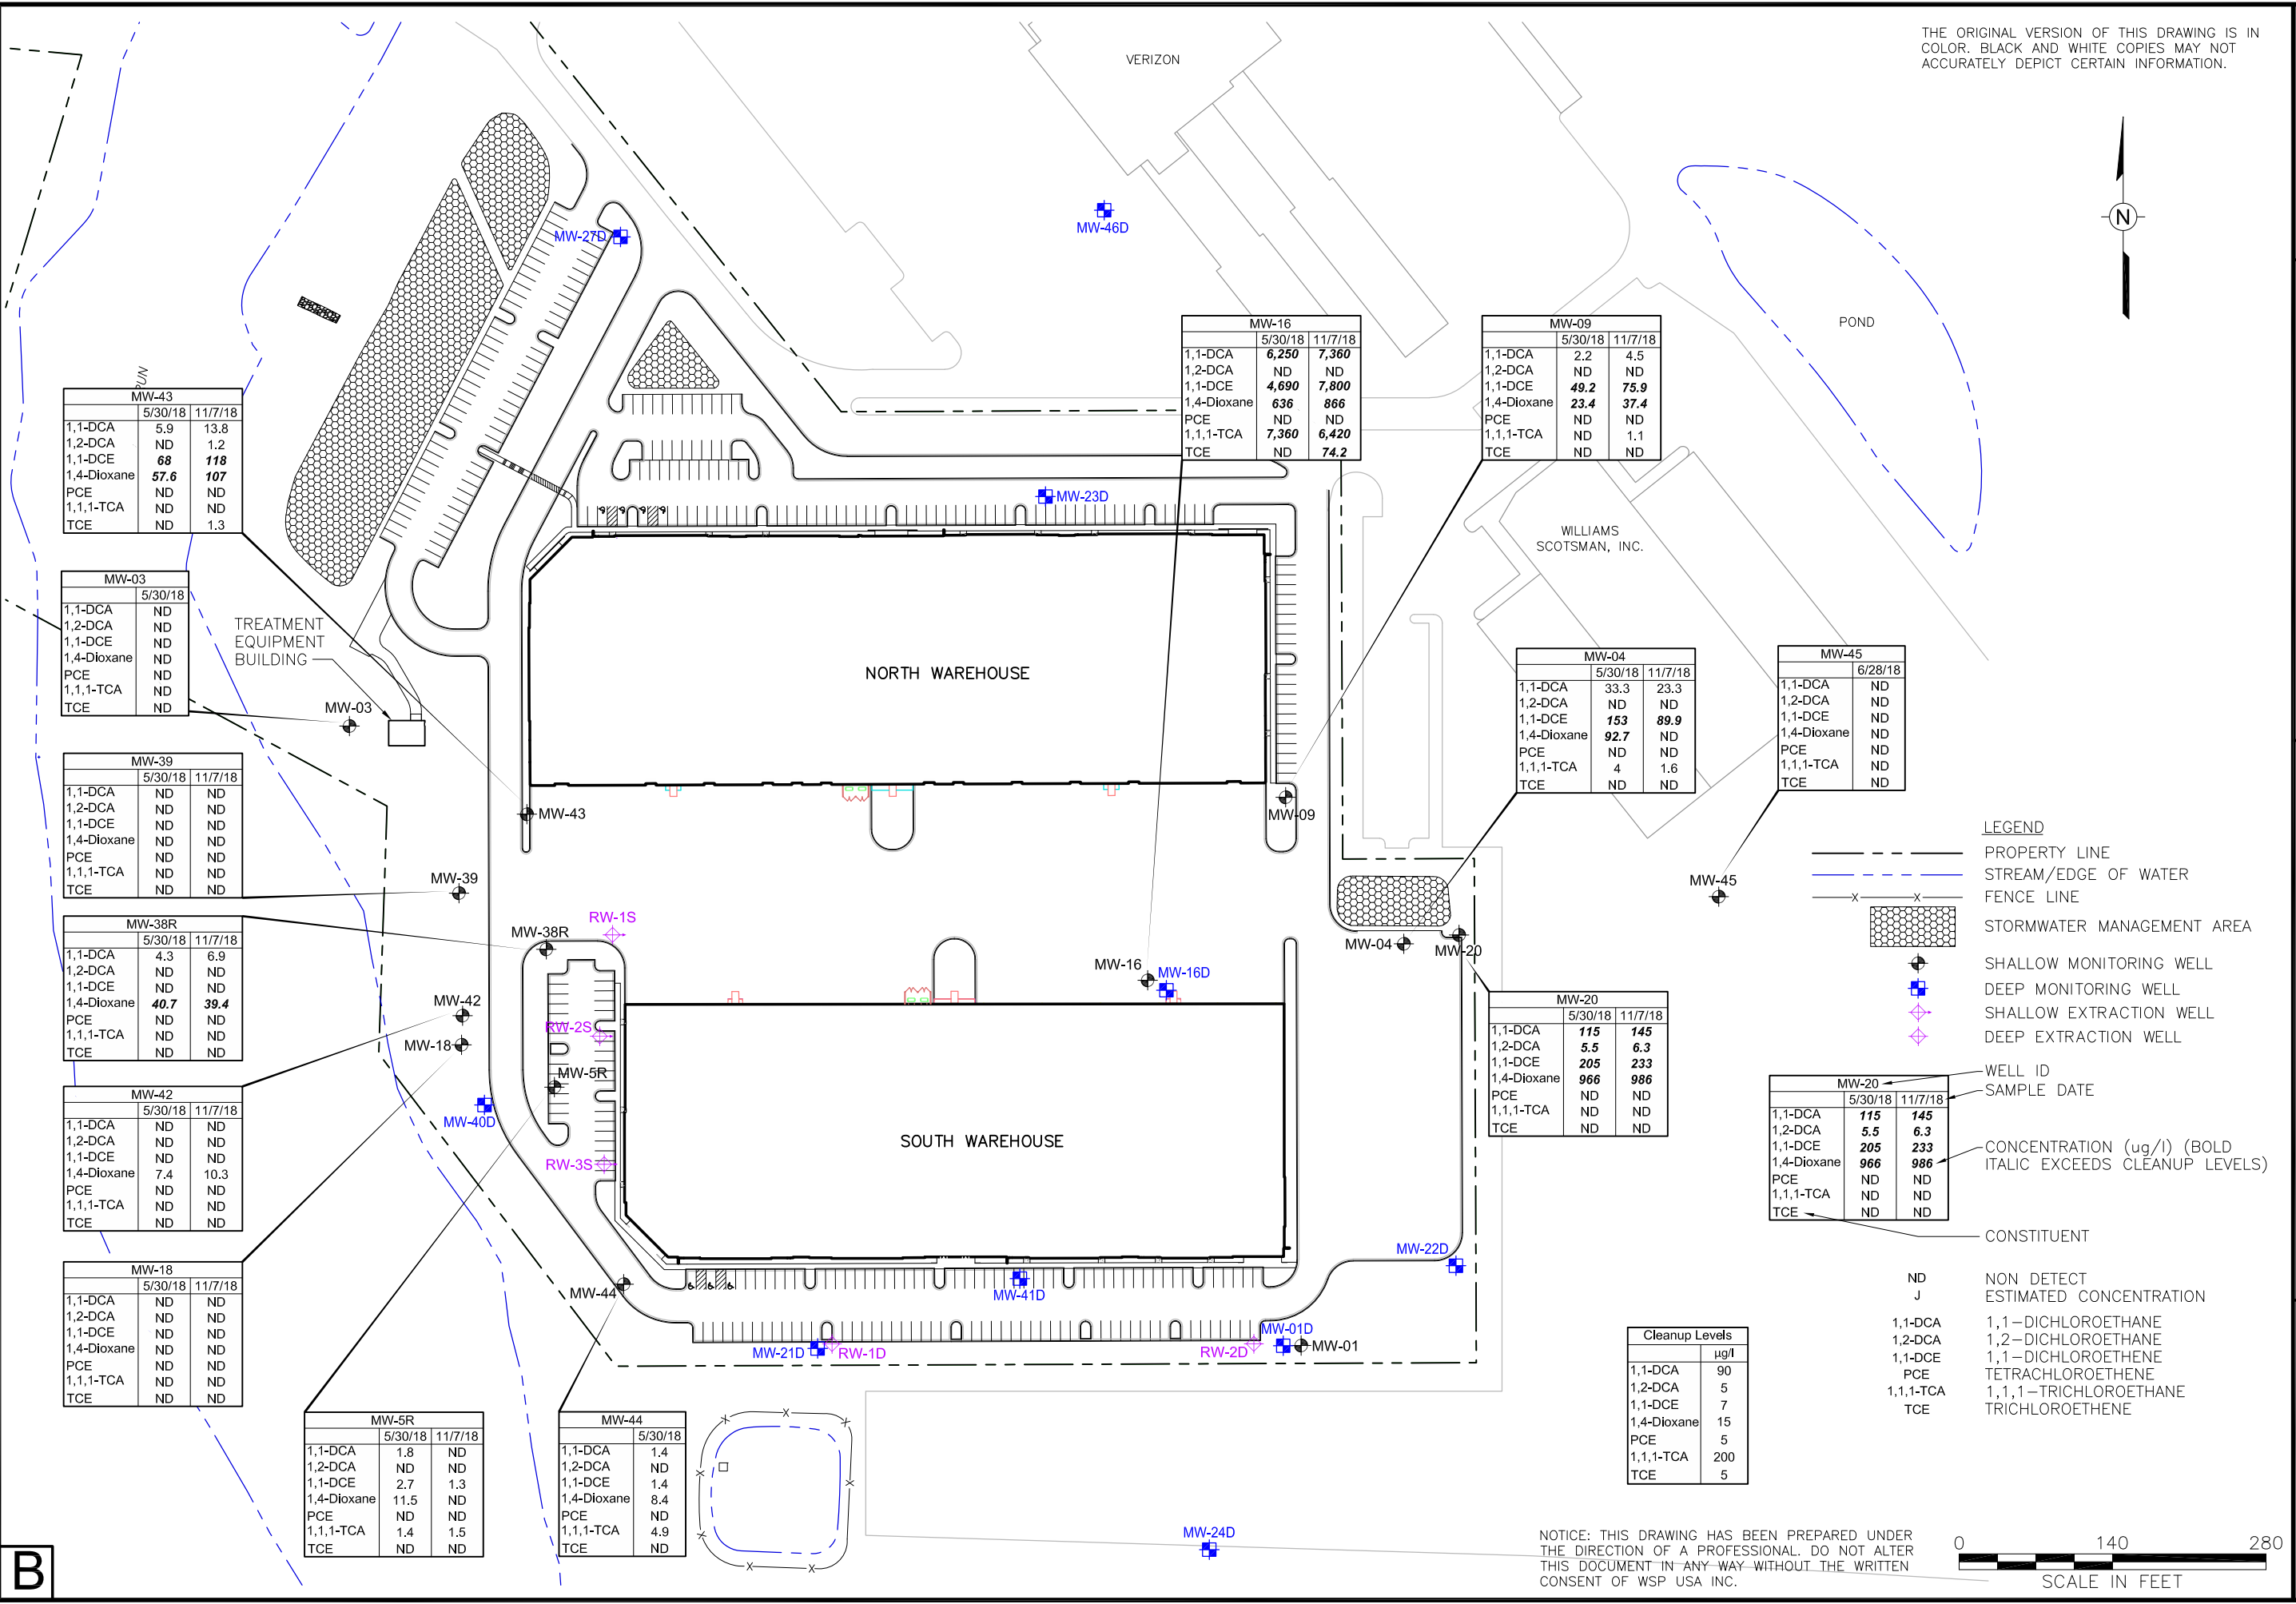 THE ORIGINAL VERSION OF THIS DRAWING IS IN
COLOR. BLACK AND WHITE COPIES MAY NOT
ACCURATELY DEPICT CERTAIN INFORMATION.
VERIZON
N
MW-46D
MW-27D
POND
MW-16
5/30/18 11/7/18
1,1-DCA 6,250 7,360
1,2-DCA ND ND
1,1-DCE 4,690 7,800
1,4-Dioxane 636 866
PCE ND ND
1,1,1-TCA 7,360 6,420
TCE ND 74.2
MW-09
5/30/18 11/7/18
1,1-DCA 2.2 4.5
1,2-DCA ND ND
1,1-DCE 49.2 75.9
1,4-Dioxane 23.4 37.4
PCE ND ND
1,1,1-TCA ND 1.1
TCE ND ND
RUN
MW-43
5/30/18 11/7/18
1,1-DCA 5.9 13.8
1,2-DCA ND 1.2
1,1-DCE 68 118
1,4-Dioxane 57.6 107
PCE ND ND
1,1,1-TCA ND ND
TCE ND 1.3
MW-23D
WILLIAMS
SCOTSMAN, INC.
MW-03
5/30/18
1,1-DCA ND
1,2-DCA ND
1,1-DCE ND
1,4-Dioxane ND
PCE ND
1,1,1-TCA ND
TCE ND
TREATMENT
EQUIPMENT
BUILDING
MW-03
NORTH WAREHOUSE
MW-04
5/30/18 11/7/18
1,1-DCA 33.3 23.3
1,2-DCA ND ND
1,1-DCE 153 89.9
1,4-Dioxane 92.7 ND
PCE ND ND
1,1,1-TCA 4 1.6
TCE ND ND
MW-45
6/28/18
1,1-DCA ND
1,2-DCA ND
1,1-DCE ND
1,4-Dioxane ND
PCE ND
1,1,1-TCA ND
TCE ND
MW-39
5/30/18 11/7/18
1,1-DCA ND ND
1,2-DCA ND ND
1,1-DCE ND ND
1,4-Dioxane ND ND
PCE ND ND
1,1,1-TCA ND ND
TCE ND ND
MW-43
MW-09
MW-39
MW-45
LEGEND
PROPERTY LINE
STREAM/EDGE OF WATER
X X FENCE LINE
STORMWATER MANAGEMENT AREA
SHALLOW MONITORING WELL
DEEP MONITORING WELL
SHALLOW EXTRACTION WELL
DEEP EXTRACTION WELL
MW-38R
5/30/18 11/7/18
1,1-DCA 4.3 6.9
1,2-DCA ND ND
1,1-DCE ND ND
1,4-Dioxane 40.7 39.4
PCE ND ND
1,1,1-TCA ND ND
TCE ND ND
RW-1S
MW-38R
MW-04
MW-20
MW-16
MW-16D
MW-42
MW-18
RW-2S
MW-5R
MW-40D
RW-3S
SOUTH WAREHOUSE
MW-20
5/30/18 11/7/18
1,1-DCA 115 145
1,2-DCA 5.5 6.3
1,1-DCE 205 233
1,4-Dioxane 966 986
PCE ND ND
1,1,1-TCA ND ND
TCE ND ND
WELL ID
SAMPLE DATE
MW-20
5/30/18 11/7/18
1,1-DCA 115 145
1,2-DCA 5.5 6.3
1,1-DCE 205 233
1,4-Dioxane 966 986
PCE ND ND
1,1,1-TCA ND ND
TCE ND ND
CONCENTRATION (ug/l) (BOLD
ITALIC EXCEEDS CLEANUP LEVELS)
CONSTITUENT
MW-42
5/30/18 11/7/18
1,1-DCA ND ND
1,2-DCA ND ND
1,1-DCE ND ND
1,4-Dioxane 7.4 10.3
PCE ND ND
1,1,1-TCA ND ND
TCE ND ND
MW-18
5/30/18 11/7/18
1,1-DCA ND ND
1,2-DCA ND ND
1,1-DCE ND ND
1,4-Dioxane ND ND
PCE ND ND
1,1,1-TCA ND ND
TCE ND ND
MW-22D
MW-44
MW-41D
MW-21D
RW-1D
RW-2D
MW-01D
MW-01
ND NON DETECT
J ESTIMATED CONCENTRATION
1,1-DCA 1,1-DICHLOROETHANE
1,2-DCA 1,2-DICHLOROETHANE
1,1-DCE 1,1-DICHLOROETHENE
PCE TETRACHLOROETHENE
1,1,1-TCA 1,1,1-TRICHLOROETHANE
TCE TRICHLOROETHENE
Cleanup Levels
µg/l
1,1-DCA 90
1,2-DCA 5
1,1-DCE 7
1,4-Dioxane 15
PCE 5
1,1,1-TCA 200
TCE 5
MW-5R
5/30/18 11/7/18
1,1-DCA 1.8 ND
1,2-DCA ND ND
1,1-DCE 2.7 1.3
1,4-Dioxane 11.5 ND
PCE ND ND
1,1,1-TCA 1.4 1.5
TCE ND ND
MW-44
5/30/18
1,1-DCA 1.4
1,2-DCA ND
1,1-DCE 1.4
1,4-Dioxane 8.4
PCE ND
1,1,1-TCA 4.9
TCE ND
MW-24D
NOTICE: THIS DRAWING HAS BEEN PREPARED UNDER
THE DIRECTION OF A PROFESSIONAL. DO NOT ALTER
THIS DOCUMENT IN ANY WAY WITHOUT THE WRITTEN
CONSENT OF WSP USA INC.
0 140 280
SCALE IN FEET
B